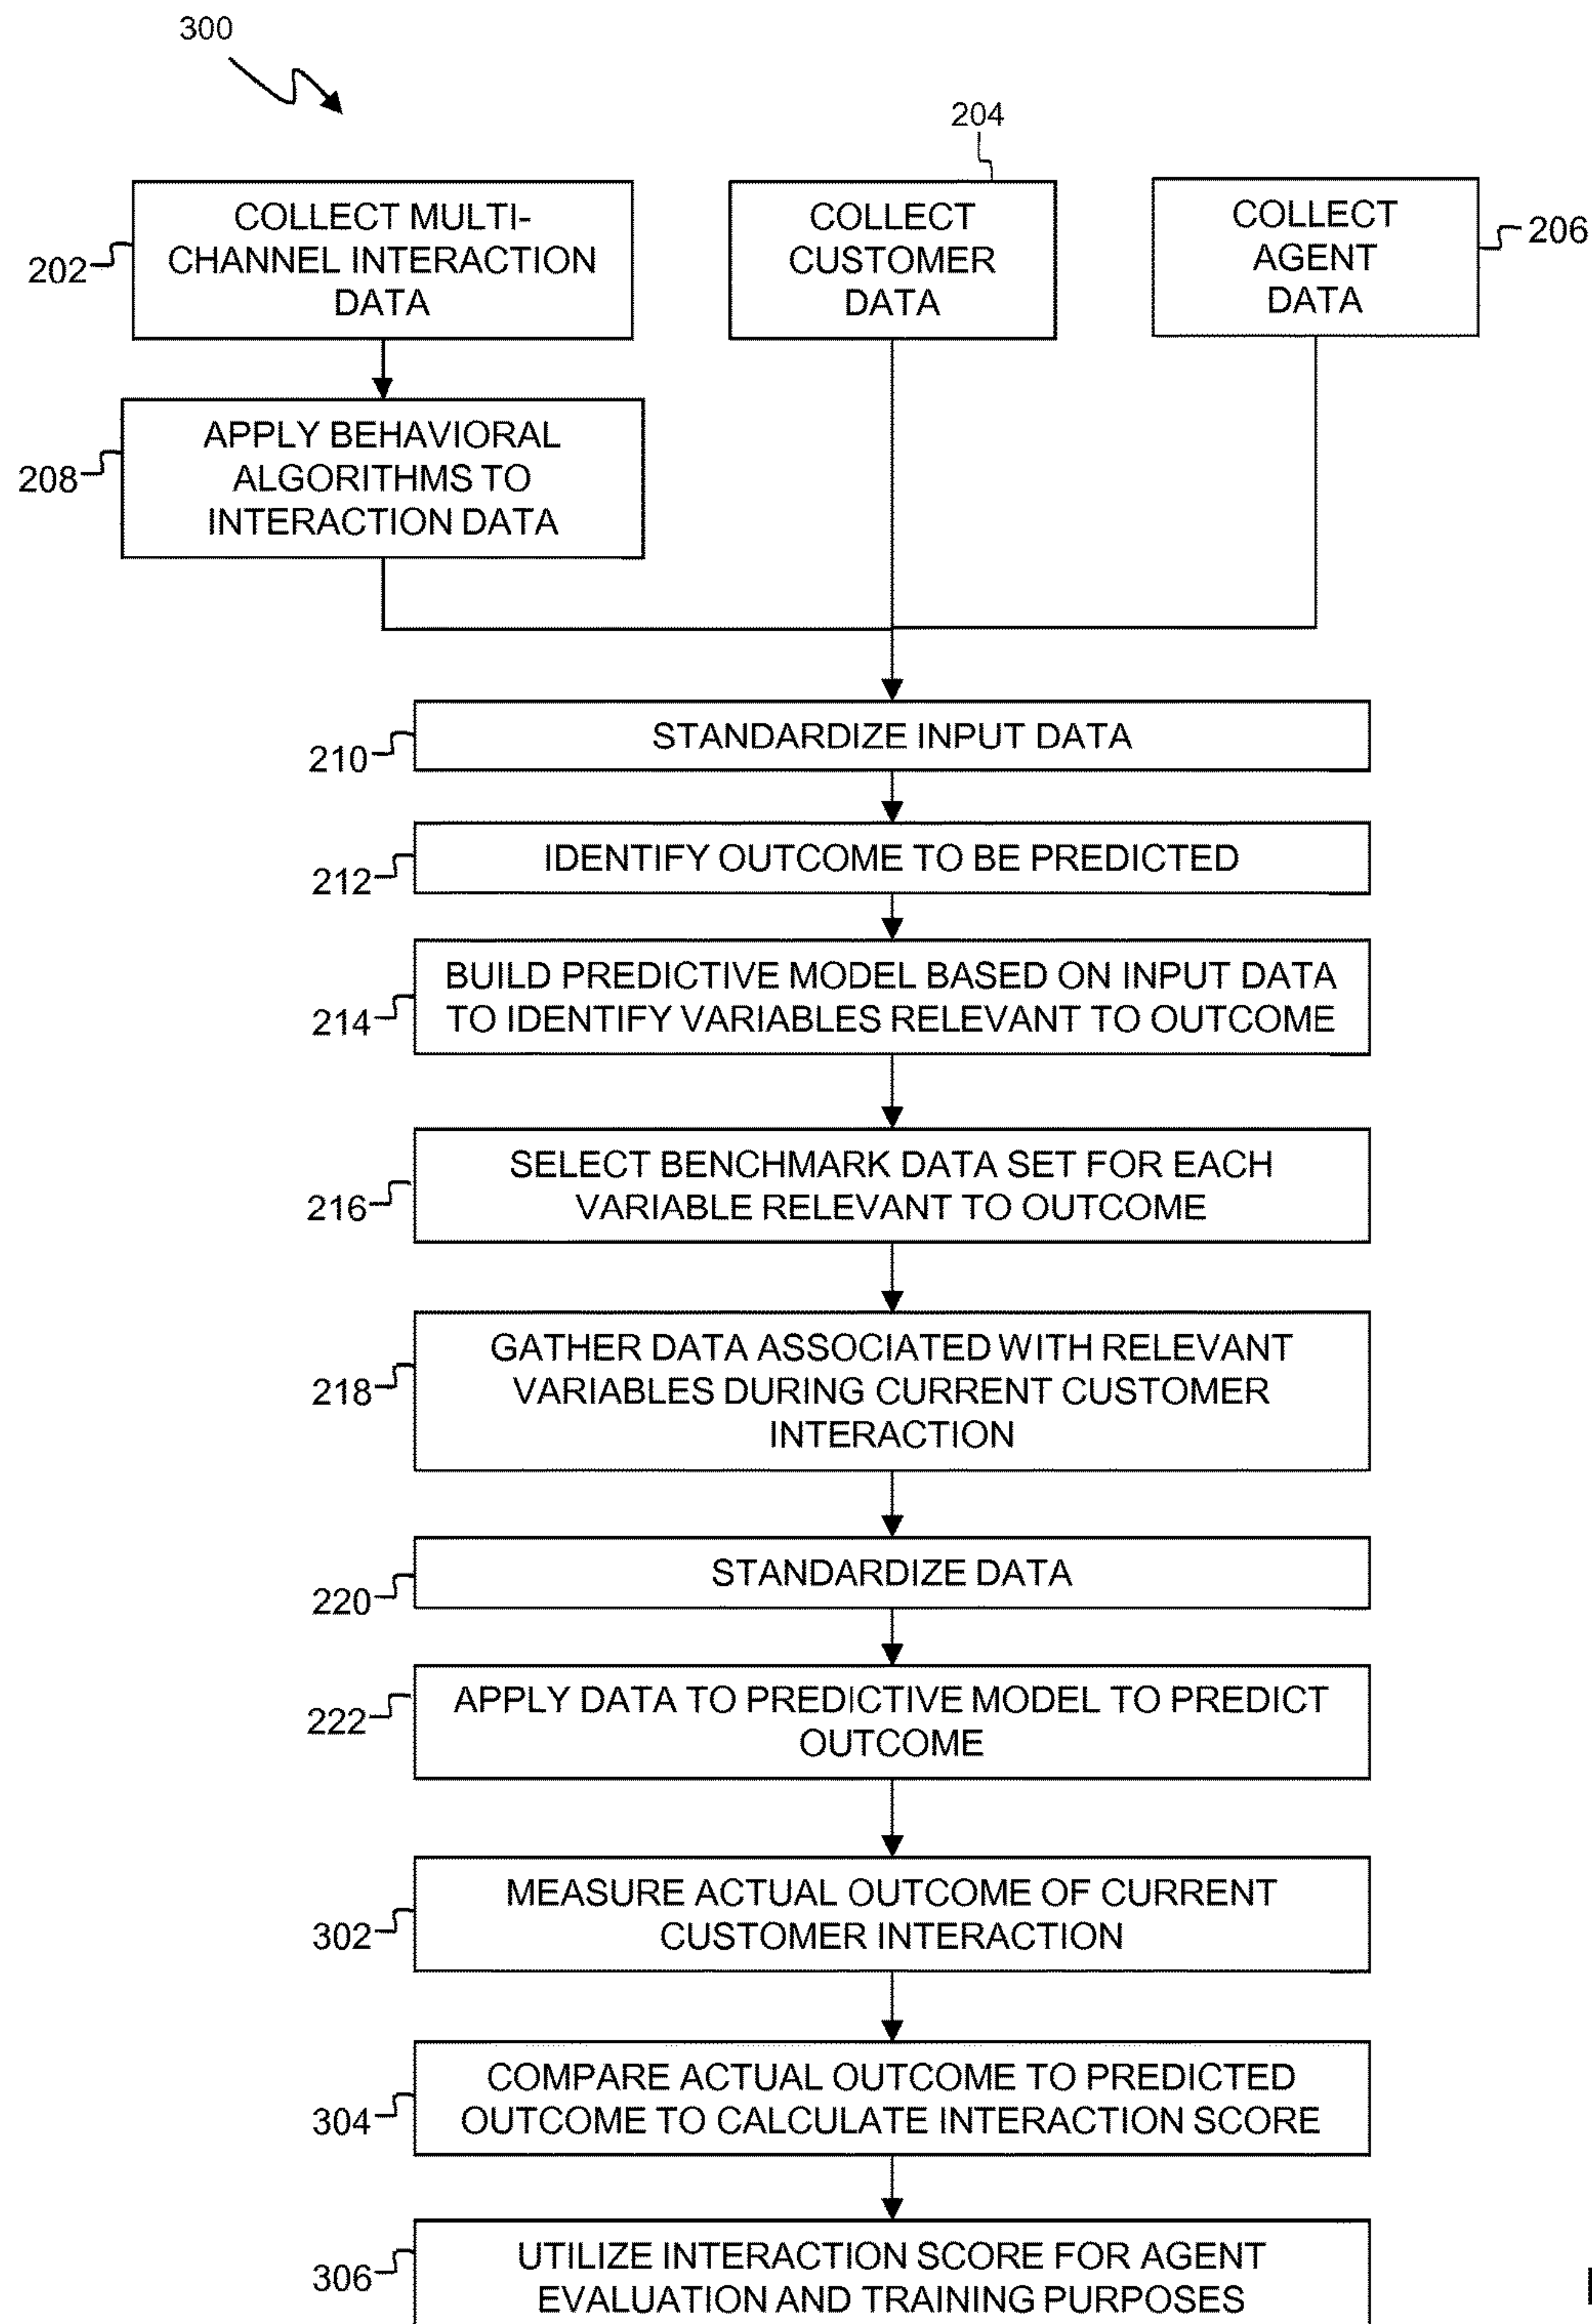 300
204
COLLECT MULTI-
CHANNEL INTERACTION
DATA
202
COLLECT
CUSTOMER
DATA
COLLECT
AGENT
DATA
206
APPLY BEHAVIORAL
ALGORITHMS TO
INTERACTION DATA
208
STANDARDIZE INPUT DATA
210
IDENTIFY OUTCOME TO BE PREDICTED
212
BUILD PREDICTIVE MODEL BASED ON INPUT DATA
TO IDENTIFY VARIABLES RELEVANT TO OUTCOME
214
SELECT BENCHMARK DATA SET FOR EACH
VARIABLE RELEVANT TO OUTCOME
216
GATHER DATA ASSOCIATED WITH RELEVANT
VARIABLES DURING CURRENT CUSTOMER
INTERACTION
218
STANDARDIZE DATA
220
APPLY DATA TO PREDICTIVE MODEL TO PREDICT
OUTCOME
222
MEASURE ACTUAL OUTCOME OF CURRENT
CUSTOMER INTERACTION
302
COMPARE ACTUAL OUTCOME TO PREDICTED
OUTCOME TO CALCULATE INTERACTION SCORE
304
UTILIZE INTERACTION SCORE FOR AGENT
EVALUATION AND TRAINING PURPOSES
306